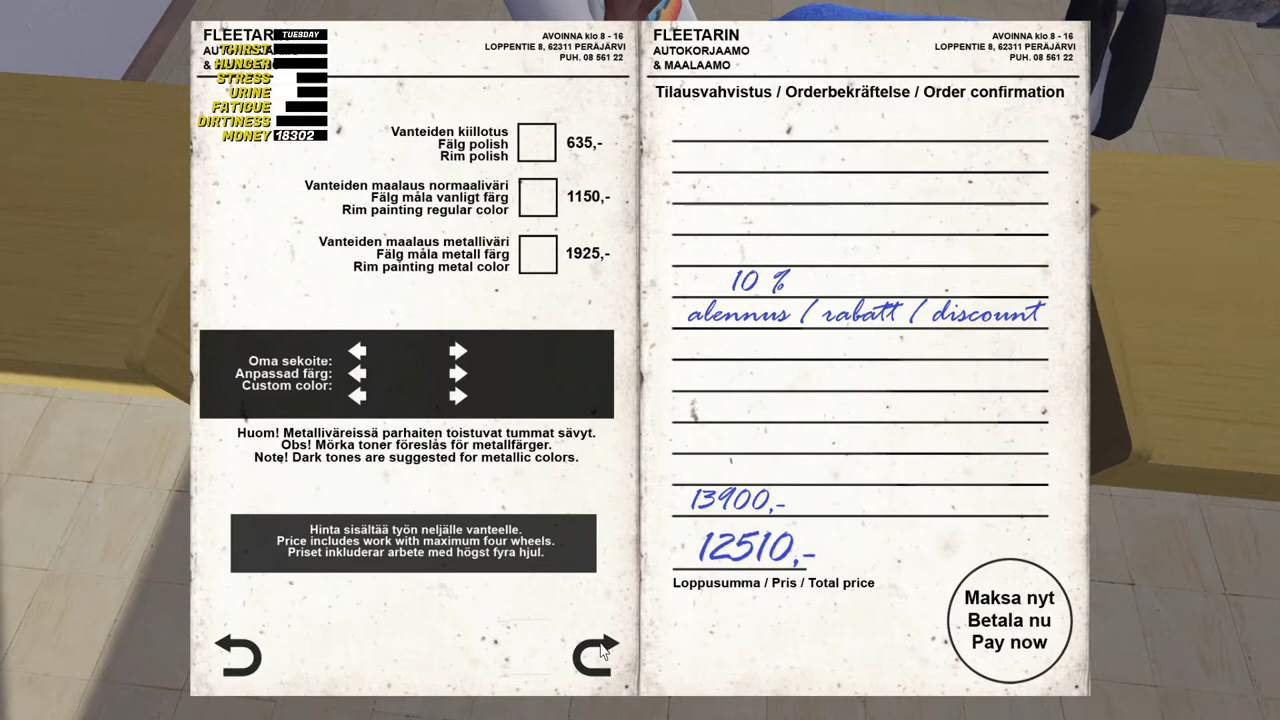 FLEETARIN
TUESDAY
THIRST
HUNGER
STRESS
URINE
FATIGUE
DIRTINESS
MONEY 18302
AVOINNA klo 8 - 16
LOPPENTIE 8, 62311 PERÄJÄRVI
PUH. 08 561 22
Vanteiden kiillotus
Fälg polish
Rim polish
635,-
Vanteiden maalaus normaaliväri
Fälg måla vanligt färg
Rim painting regular color
1150,-
Vanteiden maalaus metalliväri
Fälg måla metall färg
Rim painting metal color
1925,-
Oma sekoite:
Anpassad färg:
Custom color:
Huom! Metalliväreissä parhaiten toistuvat tummat sävyt.
Obs! Mörka toner föreslås för metallfärger.
Note! Dark tones are suggested for metallic colors.
Hinta sisältää työn neljälle vanteelle.
Price includes work with maximum four wheels.
Priset inkluderar arbete med högst fyra hjul.
FLEETARIN
AUTOKORJAAMO
& MAALAAMO
AVOINNA klo 8 - 16
LOPPENTIE 8, 62311 PERÄJÄRVI
PUH. 08 561 22
Tilausvahvistus / Orderbekräftelse / Order confirmation
10 %
alennus / rabatt / discount
13900,-
12510,-
Loppusumma / Pris / Total price
Maksa nyt
Betala nu
Pay now